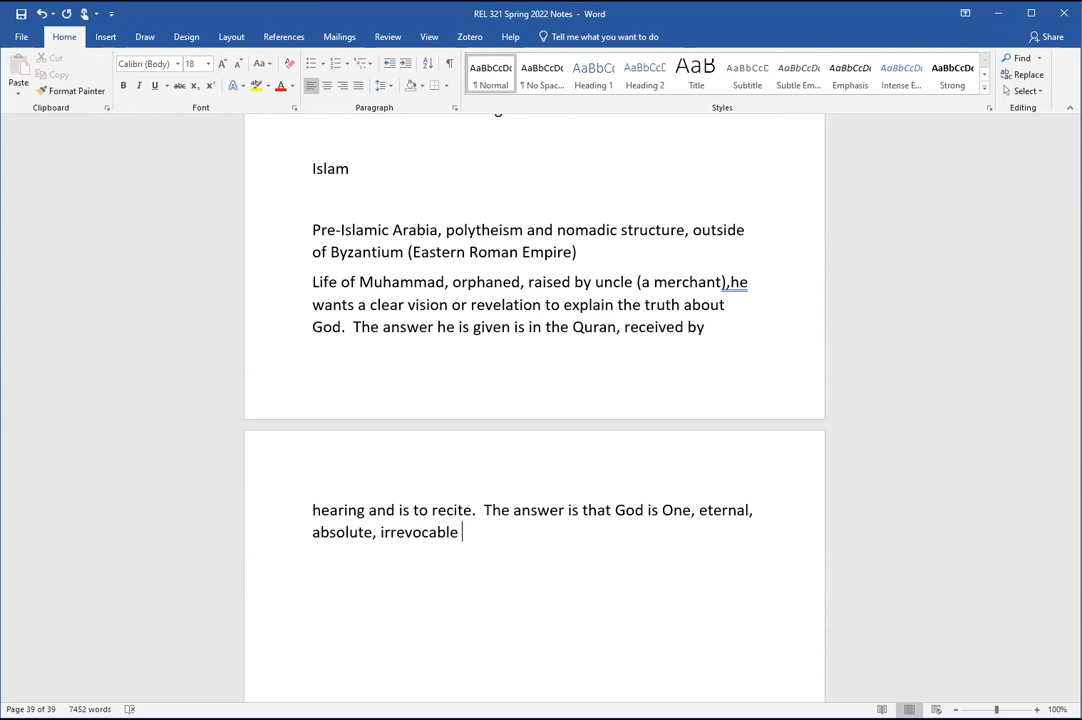 REL 321 Spring 2022 Notes - Word
File Home Insert Draw Design Layout References Mailings Review View Zotero Help Tell me what you want to do Share
Paste
Cut
Copy
Format Painter
Clipboard
Calibri (Body) 18
Font
Paragraph
AaBbCcDc AaBbCcDc AaBbCc AaBbCcD AaB AaBbCcD AaBbCcDc AaBbCcDc AaBbCcDc AaBbCcDc
¶ Normal ¶ No Spac... Heading 1 Heading 2 Title Subtitle Subtle Em... Emphasis Intense E... Strong
Styles
Find
Replace
Select
Editing
Islam
Pre-Islamic Arabia, polytheism and nomadic structure, outside
of Byzantium (Eastern Roman Empire)
Life of Muhammad, orphaned, raised by uncle (a merchant),he
wants a clear vision or revelation to explain the truth about
God.  The answer he is given is in the Quran, received by
hearing and is to recite.  The answer is that God is One, eternal,
absolute, irrevocable
Page 39 of 39 7452 words 100%